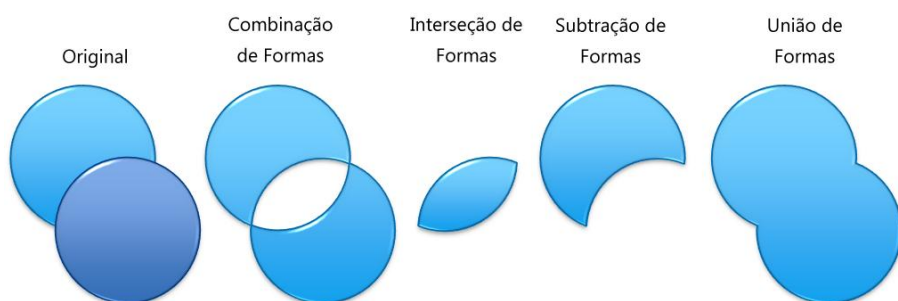 Original
Combinação
de Formas
Interseção de
Formas
Subtração de
Formas
União de
Formas